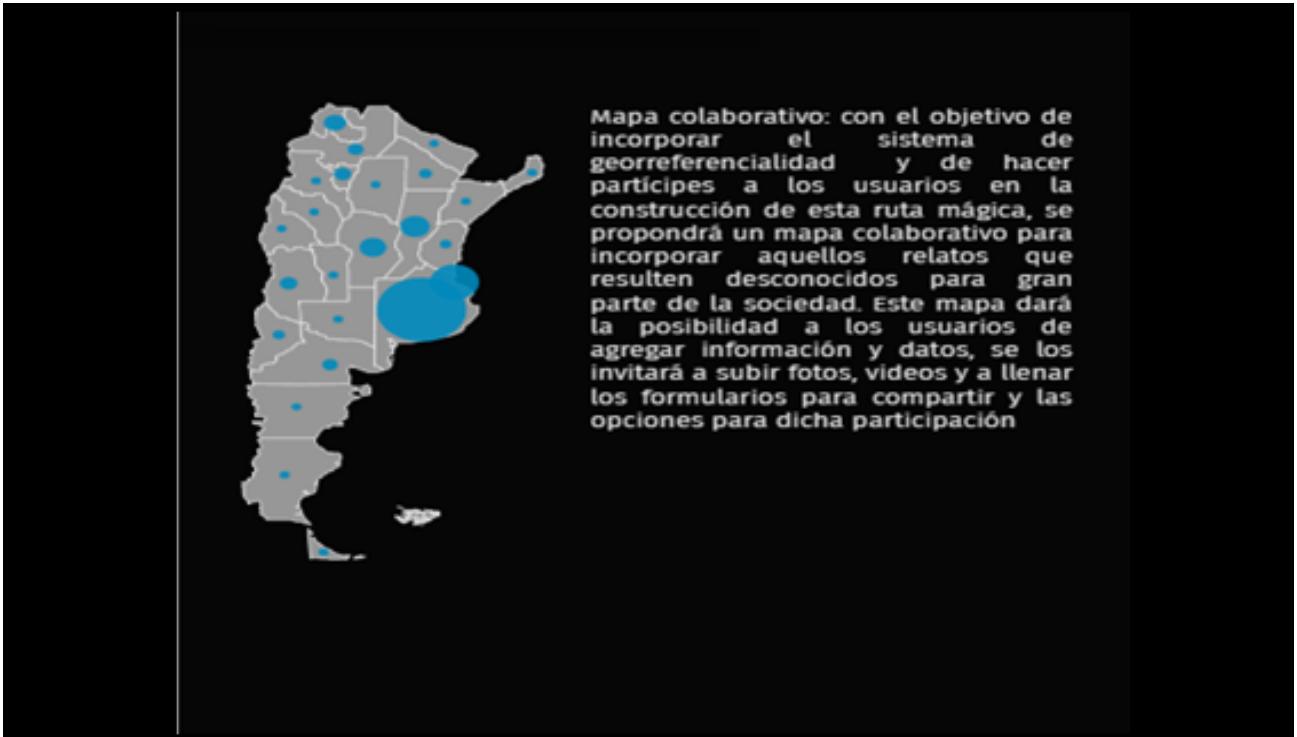 Mapa colaborativo: con el objetivo de
incorporar el sistema de
georreferencialidad y de hacer
partícipes a los usuarios en la
construcción de esta ruta mágica, se
propondrá un mapa colaborativo para
incorporar aquellos relatos que
resulten desconocidos para gran
parte de la sociedad. Este mapa dará
la posibilidad a los usuarios de
agregar información y datos, se los
invitará a subir fotos, videos y a llenar
los formularios para compartir y las
opciones para dicha participación